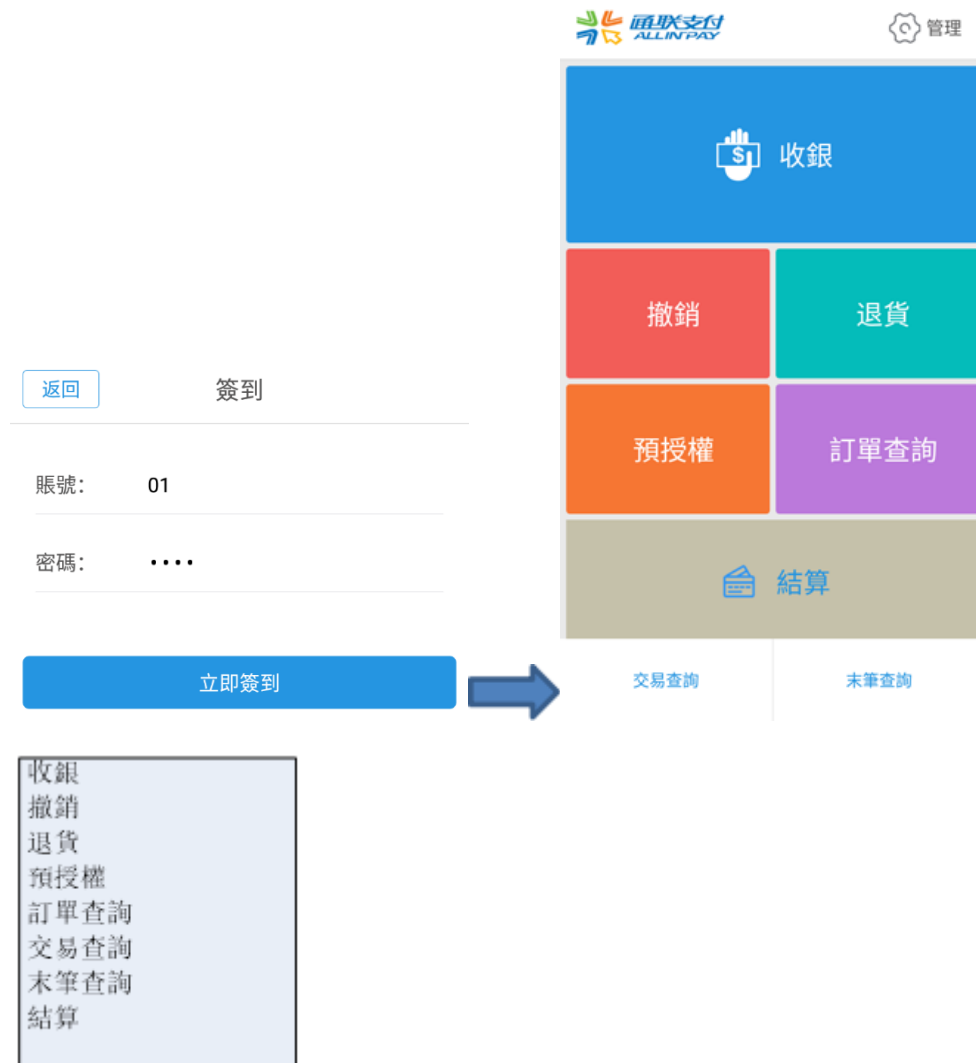 通联支付
ALLINPAY
管理
收銀
撤銷
退貨
預授權
訂單查詢
結算
交易查詢
末筆查詢
返回
簽到
賬號： 01
密碼： ••••
立即簽到
收銀
撤銷
退貨
預授權
訂單查詢
交易查詢
末筆查詢
結算